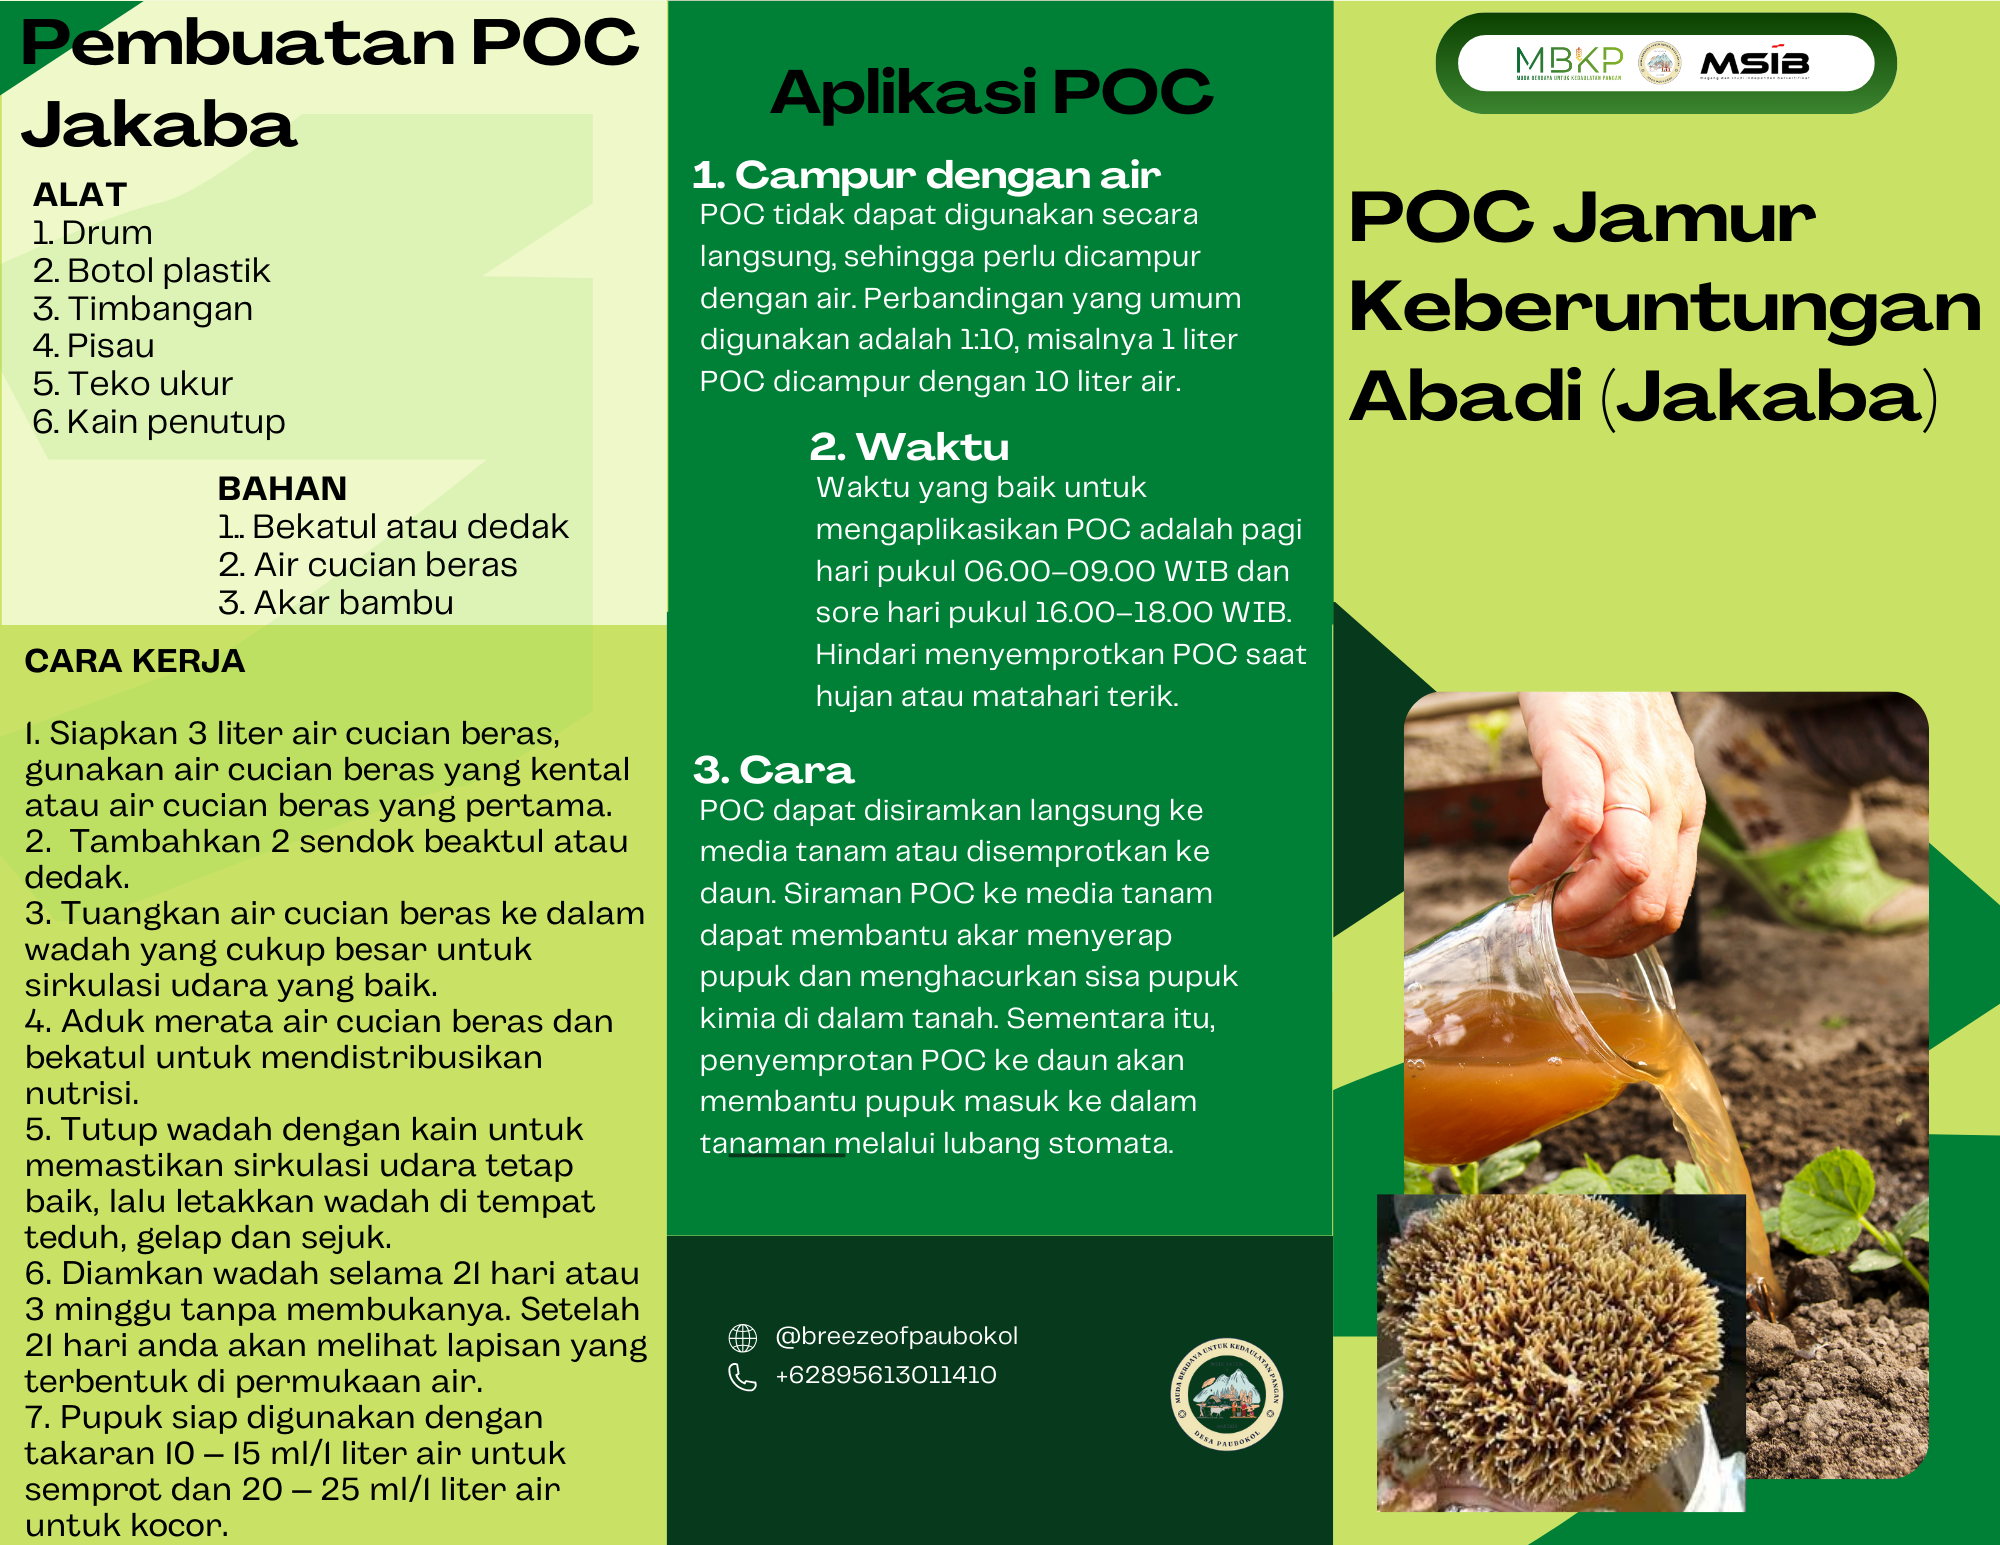 Pembuatan POC
Jakaba
ALAT
1. Drum
2. Botol plastik
3. Timbangan
4. Pisau
5. Teko ukur
6. Kain penutup
BAHAN
1.. Bekatul atau dedak
2. Air cucian beras
3. Akar bambu
CARA KERJA
1. Siapkan 3 liter air cucian beras,
gunakan air cucian beras yang kental
atau air cucian beras yang pertama.
2.  Tambahkan 2 sendok beaktul atau
dedak.
3. Tuangkan air cucian beras ke dalam
wadah yang cukup besar untuk
sirkulasi udara yang baik.
4. Aduk merata air cucian beras dan
bekatul untuk mendistribusikan
nutrisi.
5. Tutup wadah dengan kain untuk
memastikan sirkulasi udara tetap
baik, lalu letakkan wadah di tempat
teduh, gelap dan sejuk.
6. Diamkan wadah selama 21 hari atau
3 minggu tanpa membukanya. Setelah
21 hari anda akan melihat lapisan yang
terbentuk di permukaan air.
7. Pupuk siap digunakan dengan
takaran 10 – 15 ml/1 liter air untuk
semprot dan 20 – 25 ml/1 liter air
untuk kocor.
Aplikasi POC
1. Campur dengan air
POC tidak dapat digunakan secara
langsung, sehingga perlu dicampur
dengan air. Perbandingan yang umum
digunakan adalah 1:10, misalnya 1 liter
POC dicampur dengan 10 liter air.
2. Waktu
Waktu yang baik untuk
mengaplikasikan POC adalah pagi
hari pukul 06.00–09.00 WIB dan
sore hari pukul 16.00–18.00 WIB.
Hindari menyemprotkan POC saat
hujan atau matahari terik.
3. Cara
POC dapat disiramkan langsung ke
media tanam atau disemprotkan ke
daun. Siraman POC ke media tanam
dapat membantu akar menyerap
pupuk dan menghacurkan sisa pupuk
kimia di dalam tanah. Sementara itu,
penyemprotan POC ke daun akan
membantu pupuk masuk ke dalam
tanaman melalui lubang stomata.
@breezeofpaubokol
+62895613011410
MUDA BERDAYA UNTUK KEDAULATAN PANGAN
DESA PAUBOKOL
MBKP
MUDA BERDAYA UNTUK KEDAULATAN PANGAN
MSIB
POC Jamur
Keberuntungan
Abadi (Jakaba)